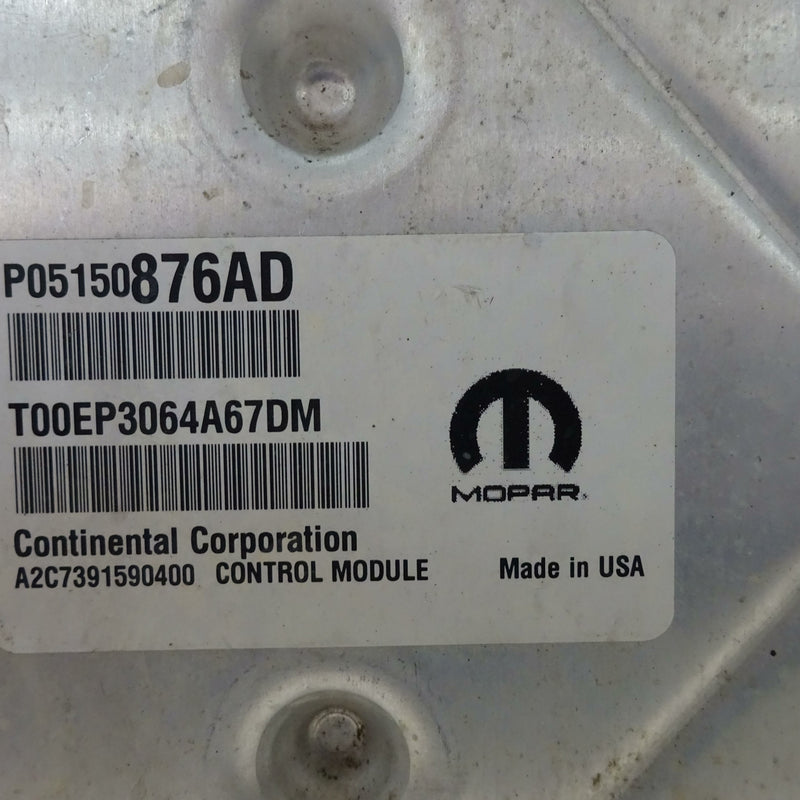 P05150876AD
T00EP3064A67DM
MOPAR
Continental Corporation
A2C7391590400 CONTROL MODULE
Made in USA